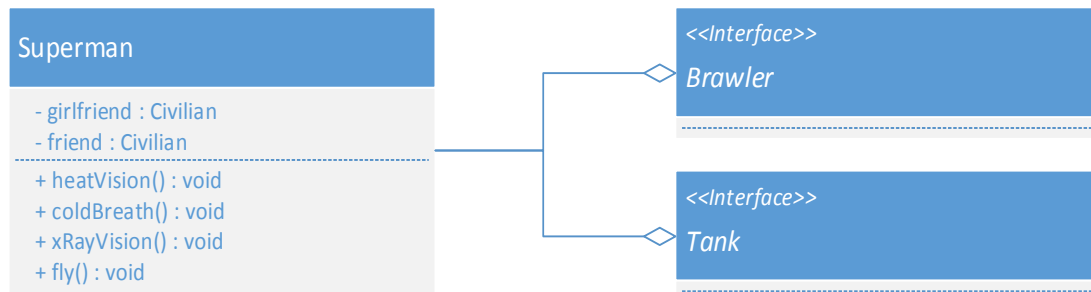 Superman
- girlfriend : Civilian
- friend : Civilian
+ heatVision() : void
+ coldBreath() : void
+ xRayVision() : void
+ fly() : void
<<Interface>>
Brawler
<<Interface>>
Tank